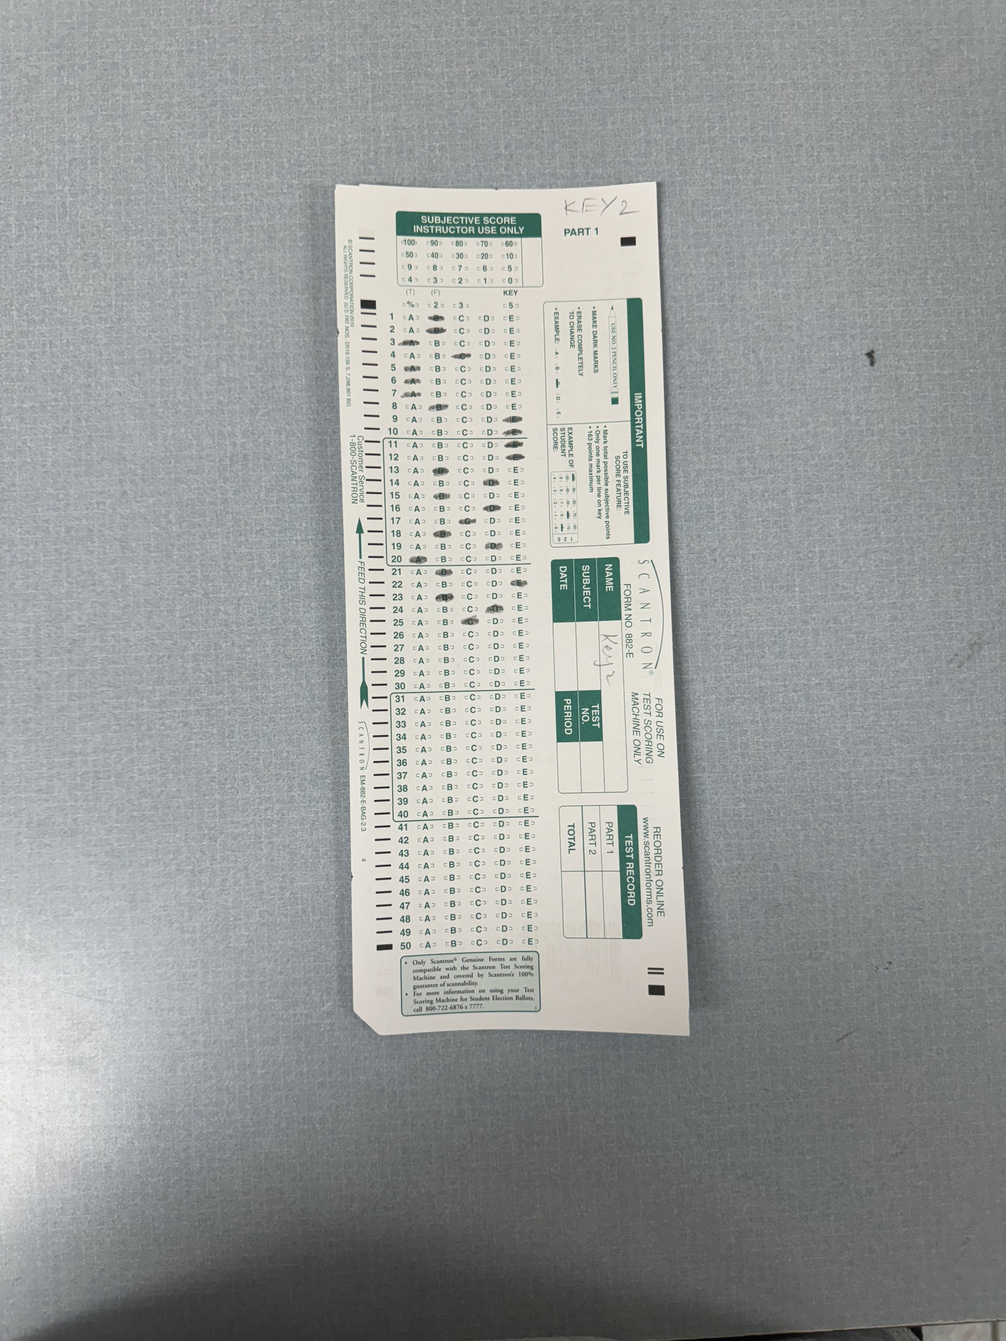 KEY 2
PART 1
SUBJECTIVE SCORE
INSTRUCTOR USE ONLY
100 90 80 70 60
50 40 30 20 10
9 8 7 6 5
4 3 2 1 0
(T) (F) KEY
% 2 3 5
1 A B C D E
2 A B C D E
3 A B C D E
4 A B C D E
5 A B C D E
6 A B C D E
7 A B C D E
8 A B C D E
9 A B C D E
10 A B C D E
11 A B C D E
12 A B C D E
13 A B C D E
14 A B C D E
15 A B C D E
16 A B C D E
17 A B C D E
18 A B C D E
19 A B C D E
20 A B C D E
21 A B C D E
22 A B C D E
23 A B C D E
24 A B C D E
25 A B C D E
26 A B C D E
27 A B C D E
28 A B C D E
29 A B C D E
30 A B C D E
31 A B C D E
32 A B C D E
33 A B C D E
34 A B C D E
35 A B C D E
36 A B C D E
37 A B C D E
38 A B C D E
39 A B C D E
40 A B C D E
41 A B C D E
42 A B C D E
43 A B C D E
44 A B C D E
45 A B C D E
46 A B C D E
47 A B C D E
48 A B C D E
49 A B C D E
50 A B C D E
• Only Scantron® Genuine Forms are fully
compatible with the Scantron Test Scoring
Machine and covered by Scantron's 100%
guarantee of scannability.
• For more information on using your Test
Scoring Machine for Student Election Ballots,
call 800-722-6876 x 7777.
IMPORTANT
USE NO. 2 PENCIL ONLY
• MAKE DARK MARKS
• ERASE COMPLETELY
TO CHANGE
• EXAMPLE: A B D E
TO USE SUBJECTIVE
SCORE FEATURE:
• Mark total possible subjective points
• Only one mark per line on key
• 163 points maximum
EXAMPLE OF
STUDENT
SCORE:
SCANTRON®
FORM NO. 882-E
FOR USE ON
TEST SCORING
MACHINE ONLY
NAME Key 2
SUBJECT
TEST
NO.
DATE
PERIOD
REORDER ONLINE
www.scantronforms.com
TEST RECORD
PART 1
PART 2
TOTAL
© SCANTRON CORPORATION 2010
Customer Service
1-800-SCANTRON
FEED THIS DIRECTION
SCANTRON EM-882-E-BAG-2:3
4